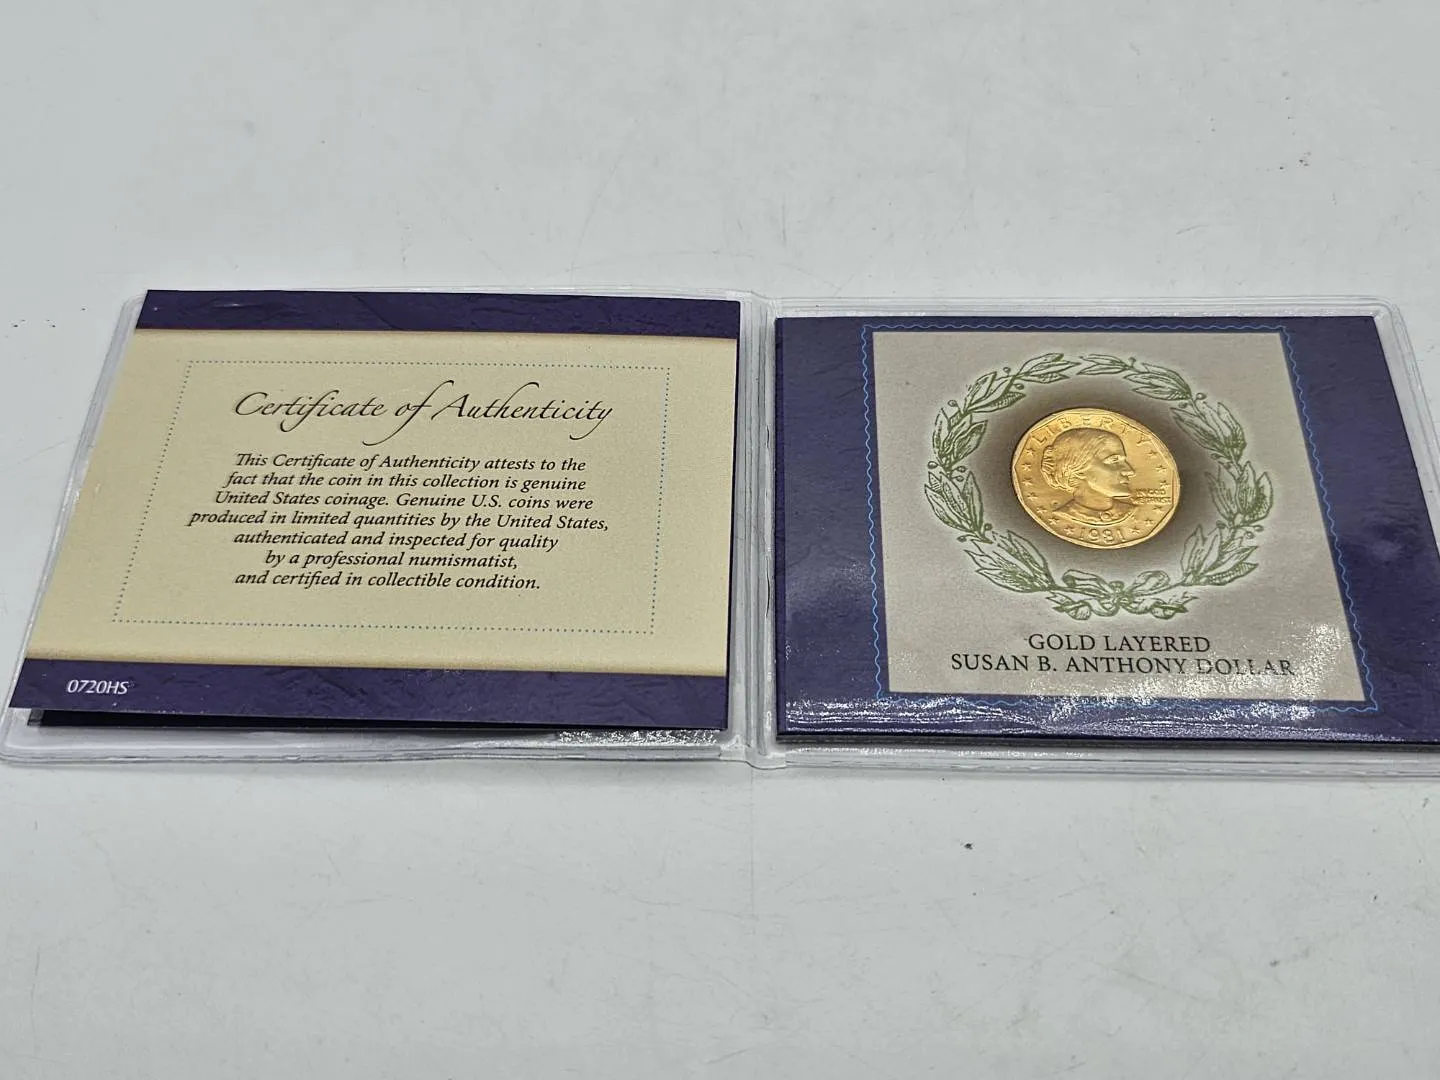 Certificate of Authenticity
This Certificate of Authenticity attests to the
fact that the coin in this collection is genuine
United States coinage. Genuine U.S. coins were
produced in limited quantities by the United States,
authenticated and inspected for quality
by a professional numismatist,
and certified in collectible condition.
0720HS
LIBERTY
1981
GOLD LAYERED
SUSAN B. ANTHONY DOLLAR